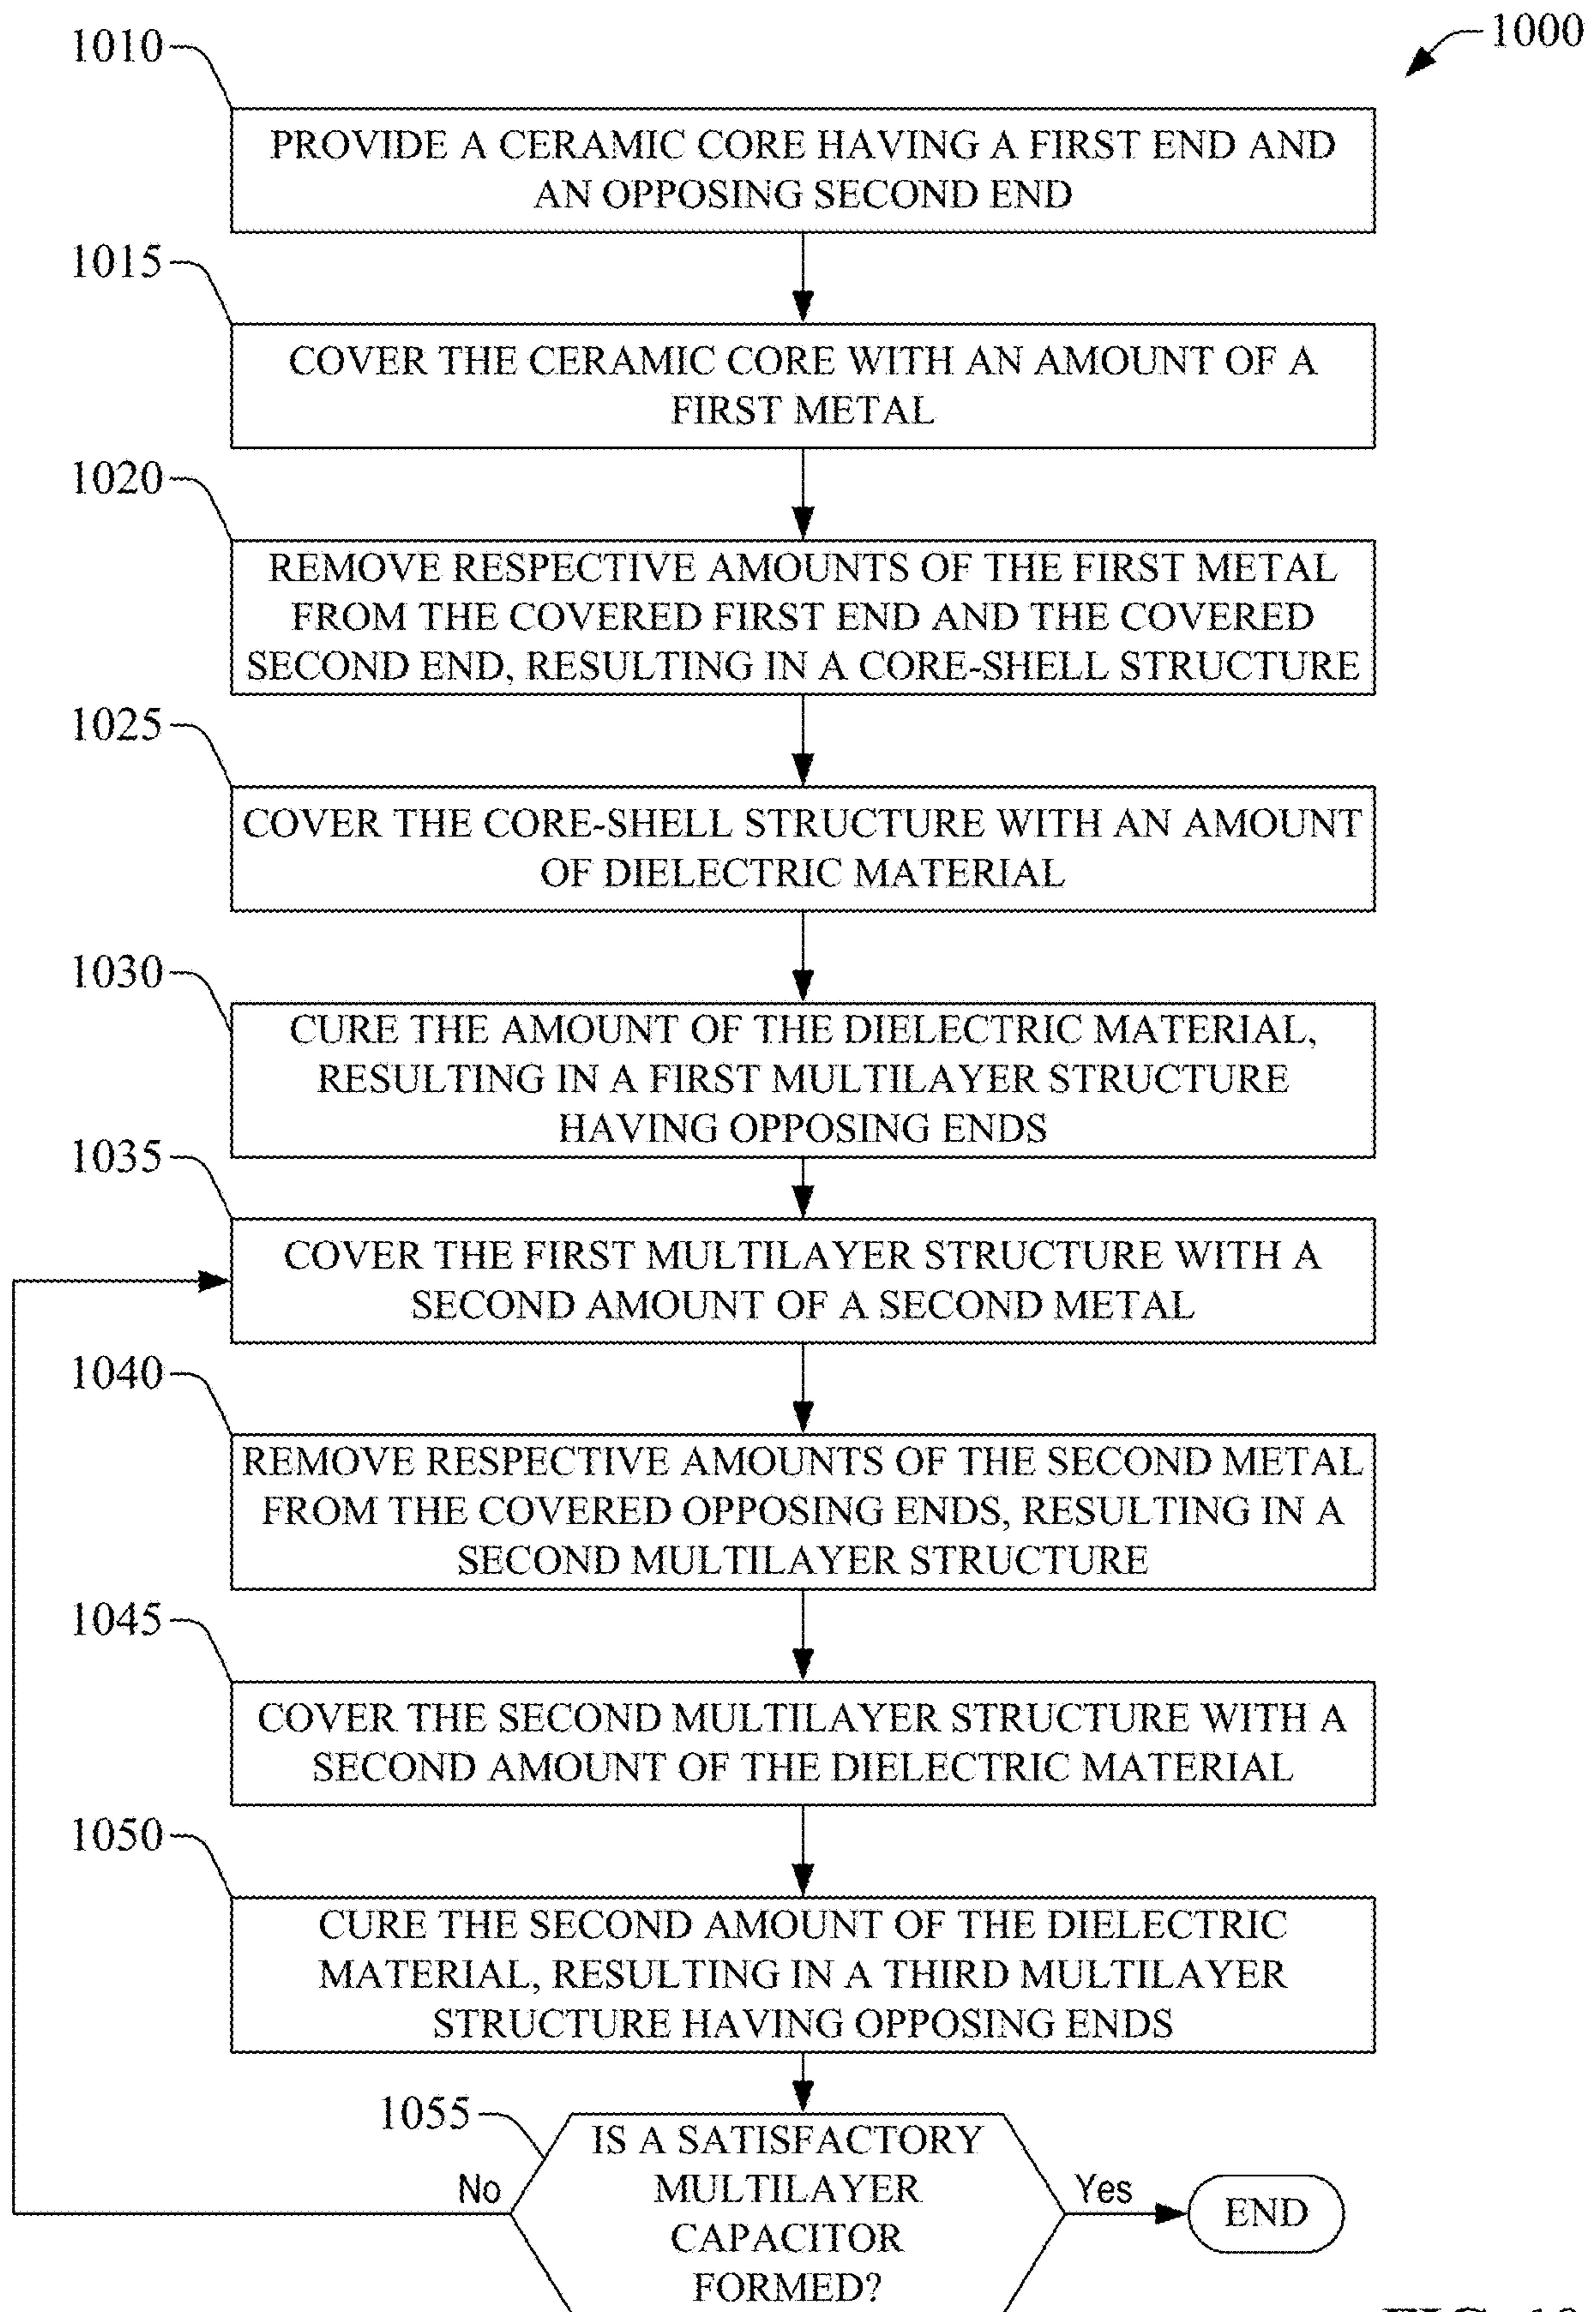 1000
1010
PROVIDE A CERAMIC CORE HAVING A FIRST END AND
AN OPPOSING SECOND END
1015
COVER THE CERAMIC CORE WITH AN AMOUNT OF A
FIRST METAL
1020
REMOVE RESPECTIVE AMOUNTS OF THE FIRST METAL
FROM THE COVERED FIRST END AND THE COVERED
SECOND END, RESULTING IN A CORE-SHELL STRUCTURE
1025
COVER THE CORE-SHELL STRUCTURE WITH AN AMOUNT
OF DIELECTRIC MATERIAL
1030
CURE THE AMOUNT OF THE DIELECTRIC MATERIAL,
RESULTING IN A FIRST MULTILAYER STRUCTURE
HAVING OPPOSING ENDS
1035
COVER THE FIRST MULTILAYER STRUCTURE WITH A
SECOND AMOUNT OF A SECOND METAL
1040
REMOVE RESPECTIVE AMOUNTS OF THE SECOND METAL
FROM THE COVERED OPPOSING ENDS, RESULTING IN A
SECOND MULTILAYER STRUCTURE
1045
COVER THE SECOND MULTILAYER STRUCTURE WITH A
SECOND AMOUNT OF THE DIELECTRIC MATERIAL
1050
CURE THE SECOND AMOUNT OF THE DIELECTRIC
MATERIAL, RESULTING IN A THIRD MULTILAYER
STRUCTURE HAVING OPPOSING ENDS
1055
IS A SATISFACTORY
MULTILAYER
CAPACITOR
FORMED?
No
Yes
END